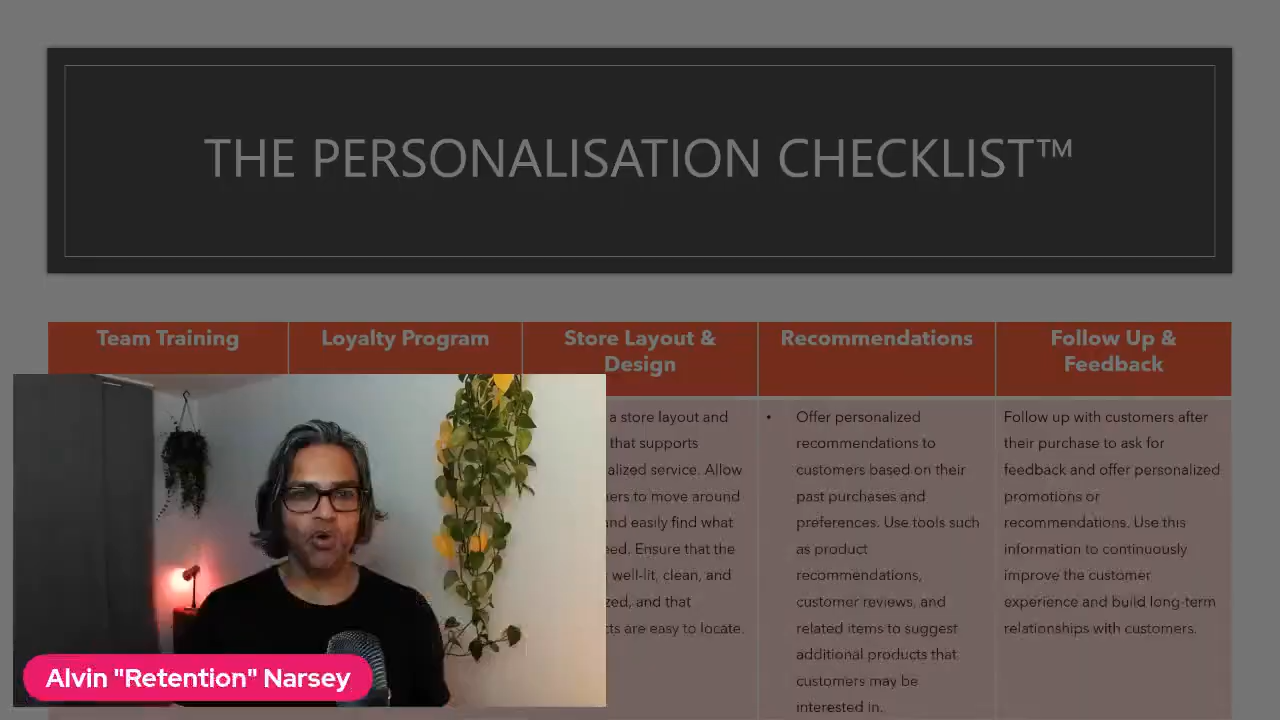 THE PERSONALISATION CHECKLIST™
Team Training
Loyalty Program
Store Layout &
Design
Recommendations
Follow Up &
Feedback
a store layout and
that supports
service. Allow
to move around
and easily find what
Ensure that the
well-lit, clean, and
and that
are easy to locate.
• Offer personalized
recommendations to
customers based on their
past purchases and
preferences. Use tools such
as product
recommendations,
customer reviews, and
related items to suggest
additional products that
customers may be
interested in.
Follow up with customers after
their purchase to ask for
feedback and offer personalized
promotions or
recommendations. Use this
information to continuously
improve the customer
experience and build long-term
relationships with customers.
Alvin "Retention" Narsey